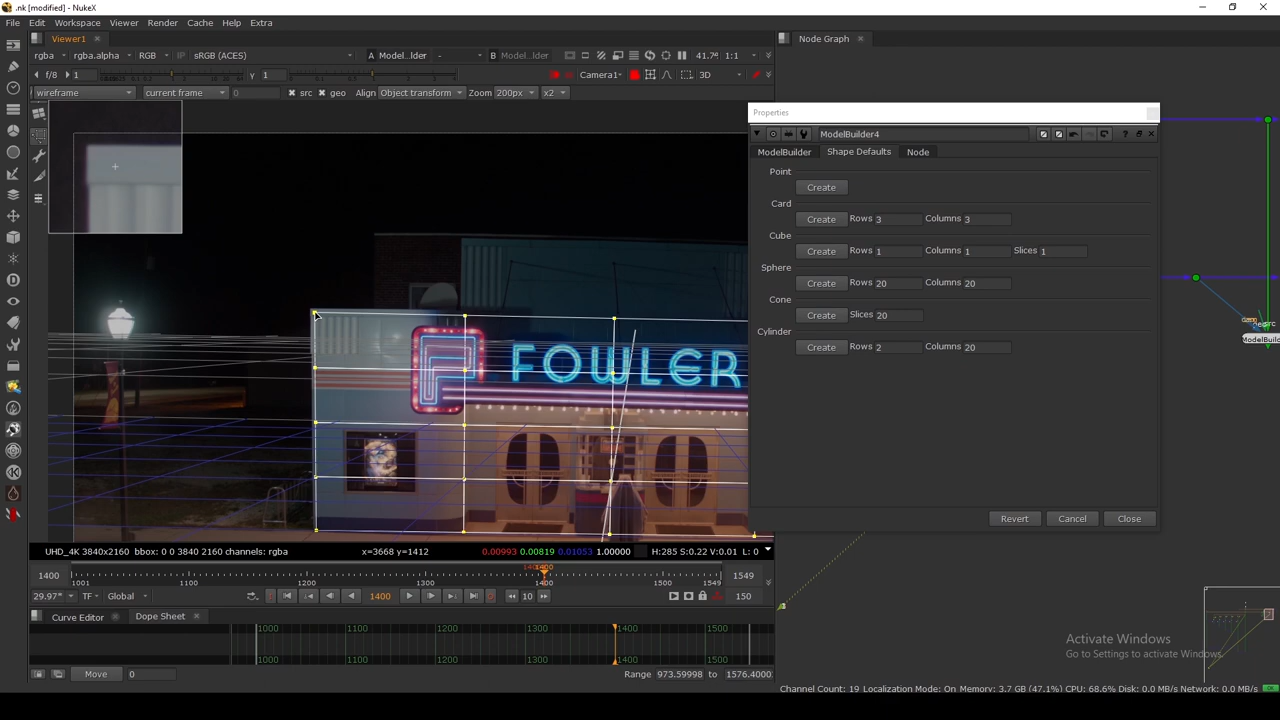 .nk [modified] - NukeX
File Edit Workspace Viewer Render Cache Help Extra
Viewer1
Node Graph
rgba rgba.alpha RGB IP sRGB (ACES) A Model...lder - B Model...lder 41.7% 1:1
f/8 1 y 1 Camera1 3D
wireframe current frame 0 src geo Align Object transform Zoom 200px x2
Properties
ModelBuilder4
ModelBuilder Shape Defaults Node
Point
Create
Card
Create Rows 3 Columns 3
Cube
Create Rows 1 Columns 1 Slices 1
Sphere
Create Rows 20 Columns 20
Cone
Create Slices 20
Cylinder
Create Rows 2 Columns 20
Revert Cancel Close
F FOWLER
ModelBuil
UHD_4K 3840x2160 bbox: 0 0 3840 2160 channels: rgba x=3668 y=1412 0.00993 0.00819 0.01053 1.00000 H:285 S:0.22 V:0.01 L: 0
1400 1001 1100 1200 1300 1400 1500 1549 1549
29.97* TF Global 1400 10 150
Curve Editor Dope Sheet
1000 1100 1200 1300 1400 1500
1000 1100 1200 1300 1400 1500
Move 0 Range 973.59998 to 1576.4000
Activate Windows
Go to Settings to activate Windows.
Channel Count: 19 Localization Mode: On Memory: 3.7 GB (47.1%) CPU: 68.6% Disk: 0.0 MB/s Network: 0.0 MB/s